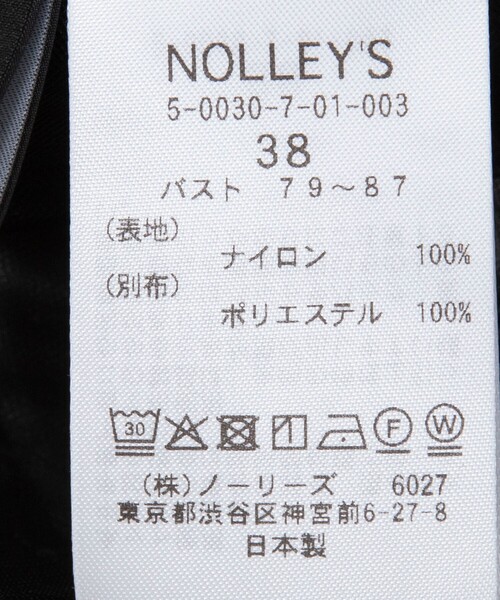 NOLLEY'S
5-0030-7-01-003
38
バスト 79～87
(表地)
ナイロン 100%
(別布)
ポリエステル 100%
30 F W
(株)ノーリーズ 6027
東京都渋谷区神宮前6-27-8
日本製